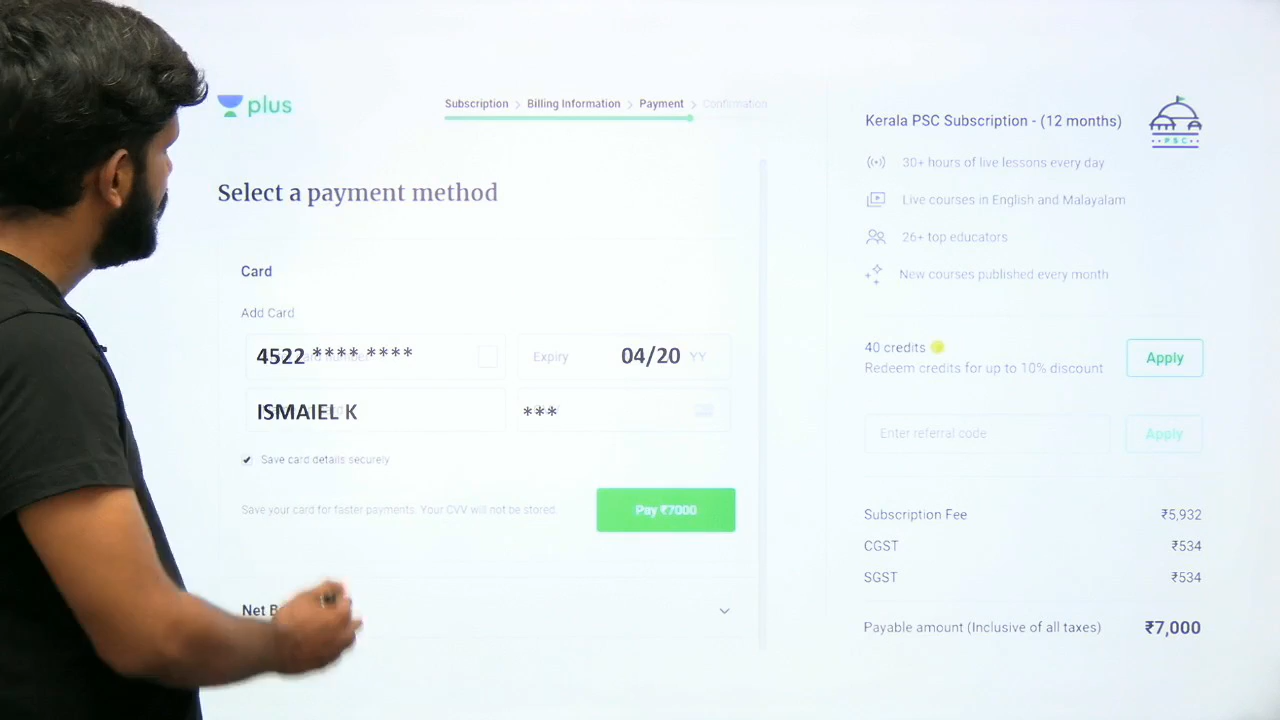 plus
Subscription > Billing Information > Payment > Confirmation
Select a payment method
Card
Add Card
4522 **** ****
Expiry 04/20 YY
ISMAIEL K
***
Save card details securely
Save your card for faster payments. Your CVV will not be stored.
Pay ₹7000
Net
Kerala PSC Subscription - (12 months)
PSC
30+ hours of live lessons every day
Live courses in English and Malayalam
26+ top educators
New courses published every month
40 credits
Redeem credits for up to 10% discount
Apply
Enter referral code
Apply
Subscription Fee ₹5,932
CGST ₹534
SGST ₹534
Payable amount (Inclusive of all taxes) ₹7,000